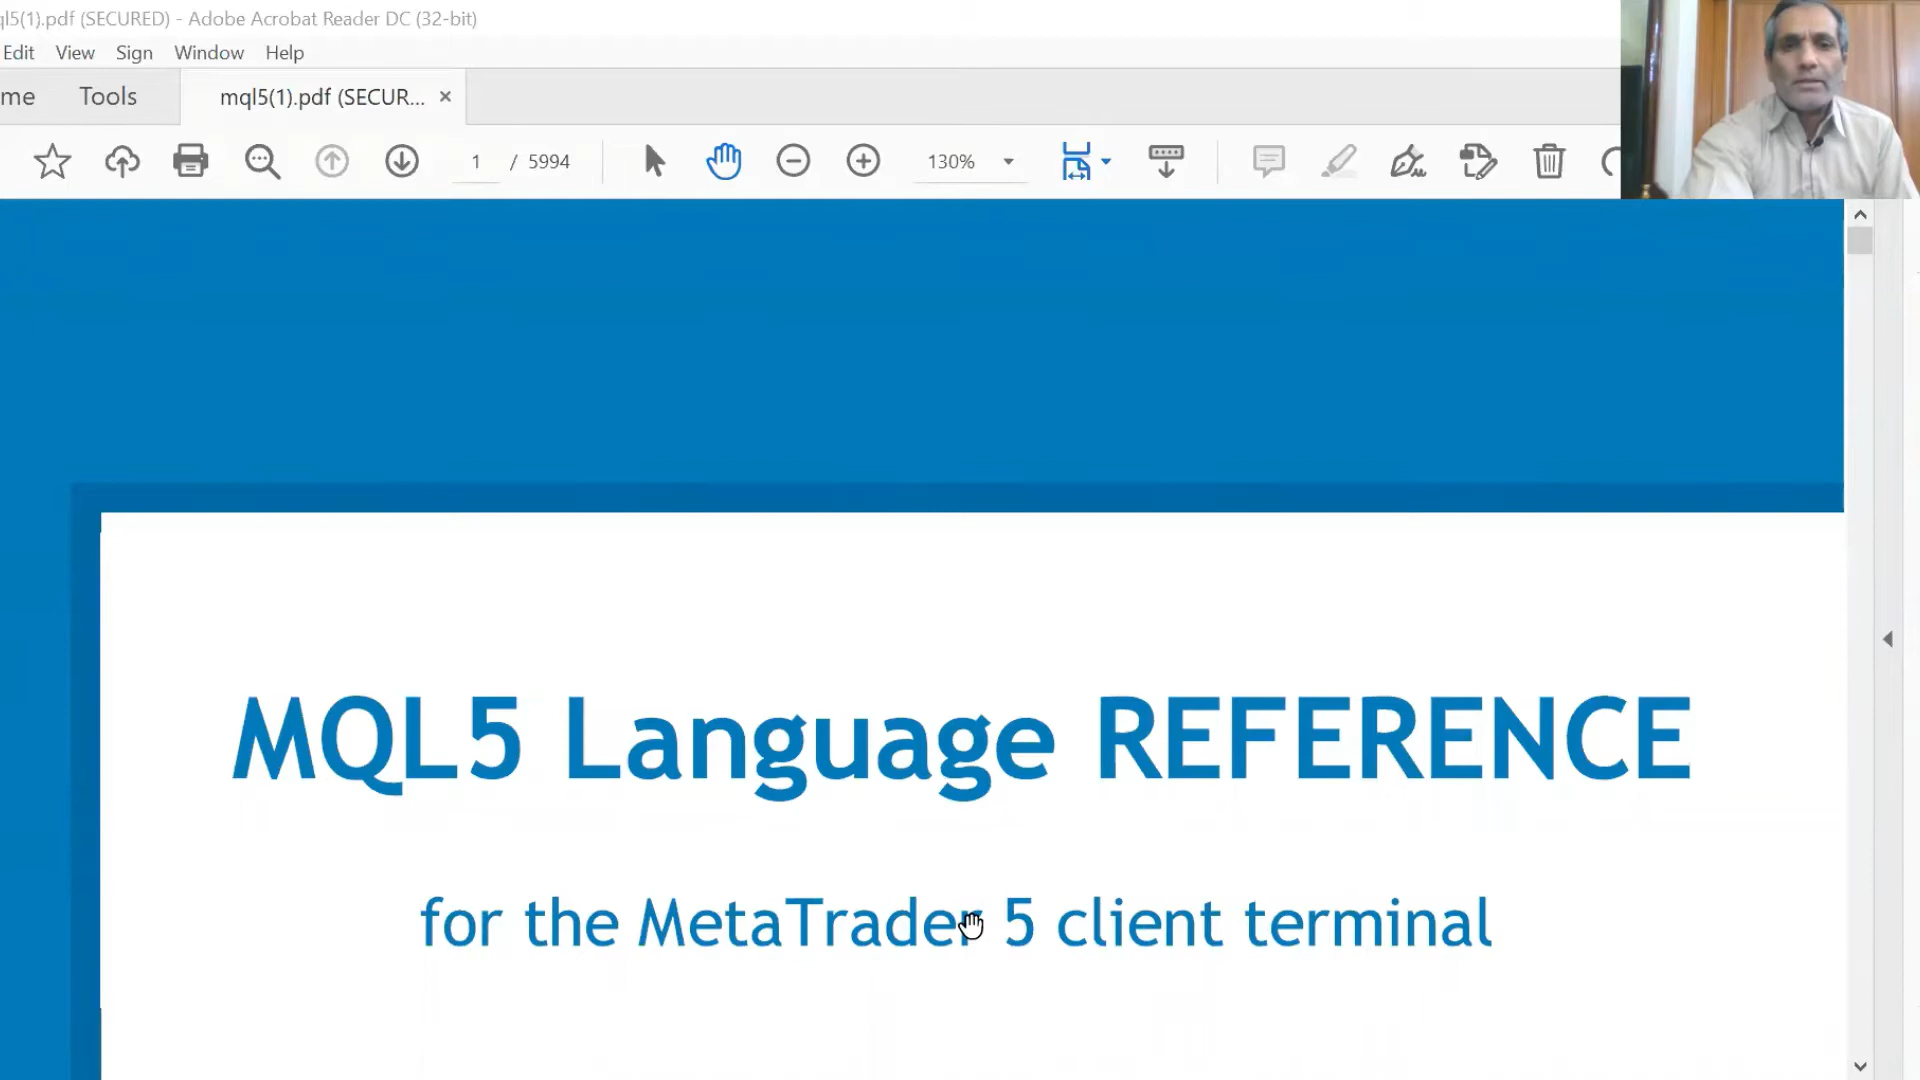 ql5(1).pdf (SECURED) - Adobe Acrobat Reader DC (32-bit)
Edit View Sign Window Help
me Tools mql5(1).pdf (SECUR... ×
1 / 5994 130%
MQL5 Language REFERENCE
for the MetaTrader 5 client terminal